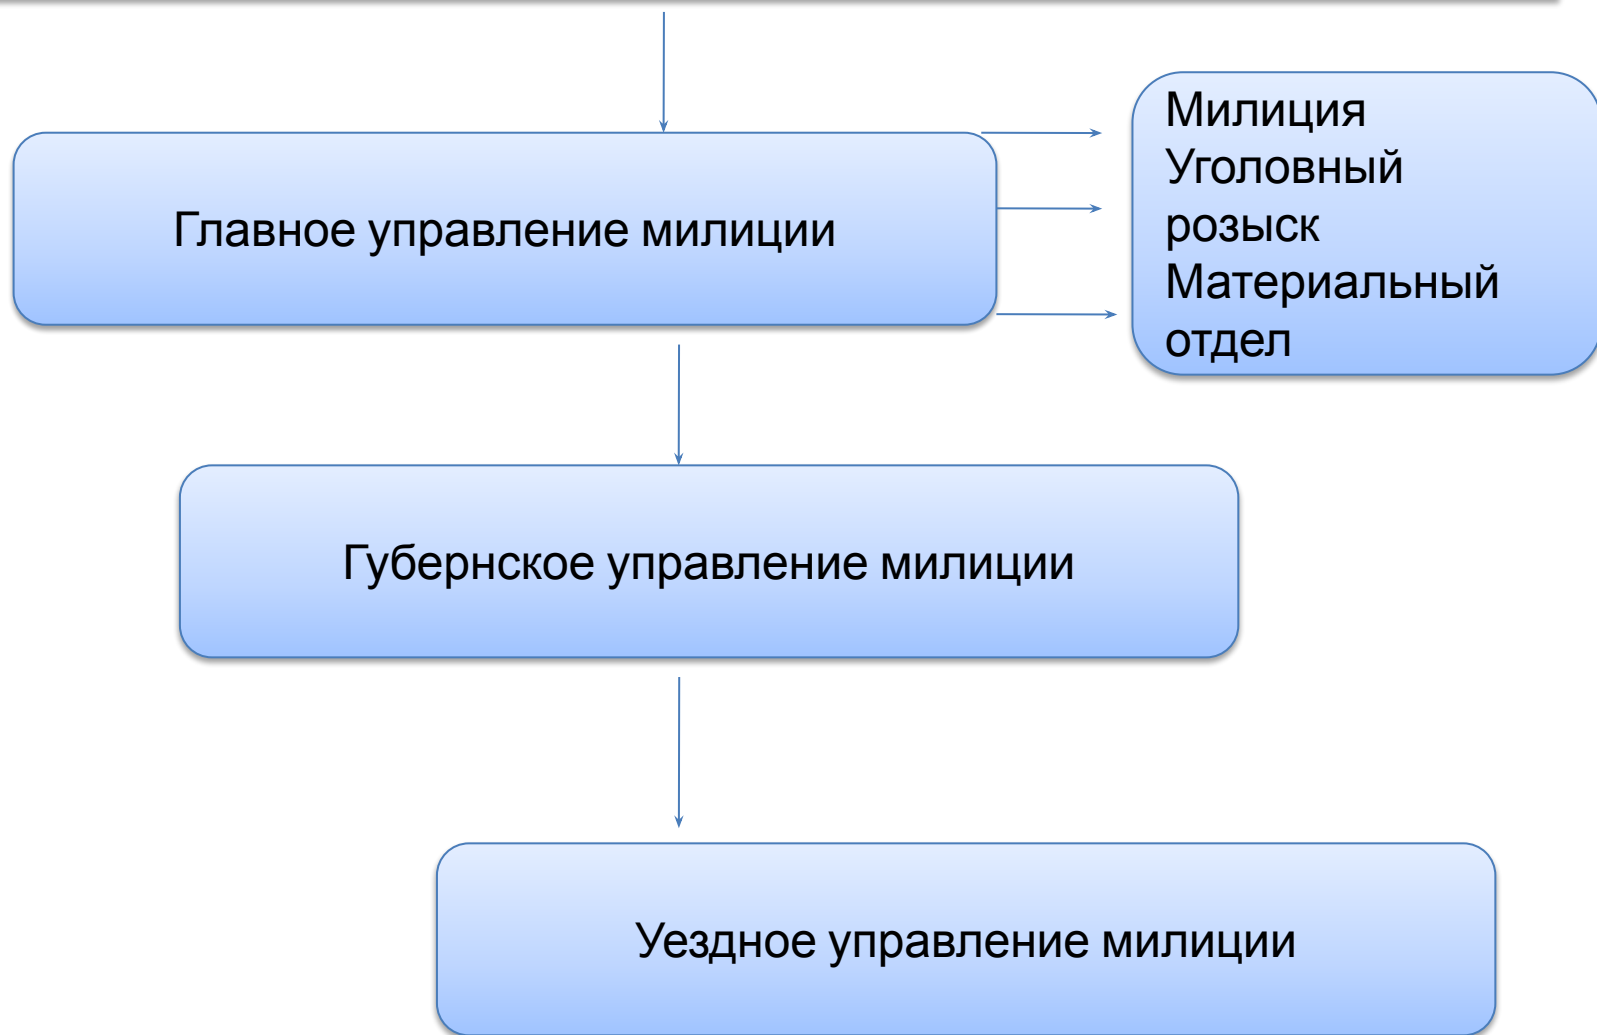 Милиция
Уголовный
розыск
Материальный
отдел
Главное управление милиции
Губернское управление милиции
Уездное управление милиции